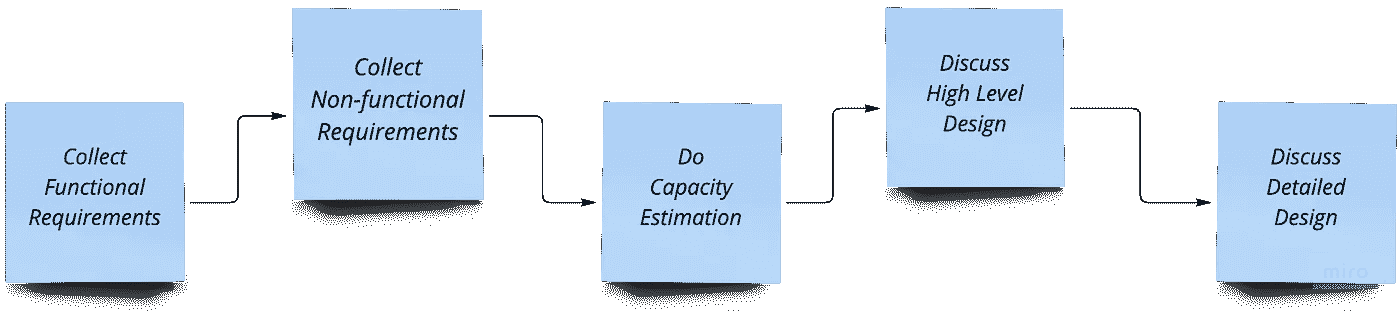 Collect
Functional
Requirements
Collect
Non-functional
Requirements
Do
Capacity
Estimation
Discuss
High Level
Design
Discuss
Detailed
Design
miro